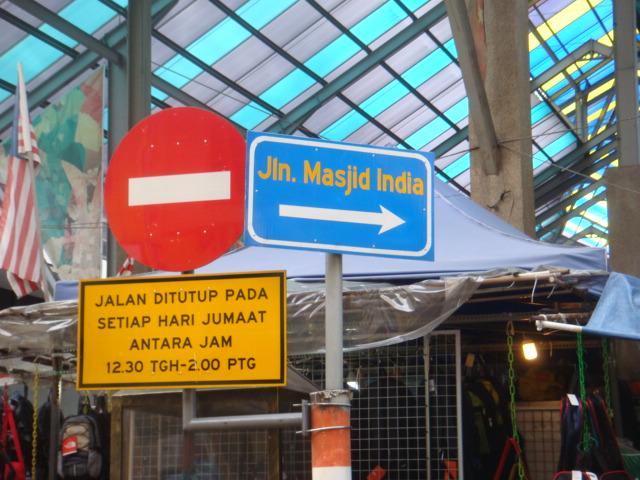 Jln. Masjid India
JALAN DITUTUP PADA
SETIAP HARI JUMAAT
ANTARA JAM
12.30 TGH-2.00 PTG